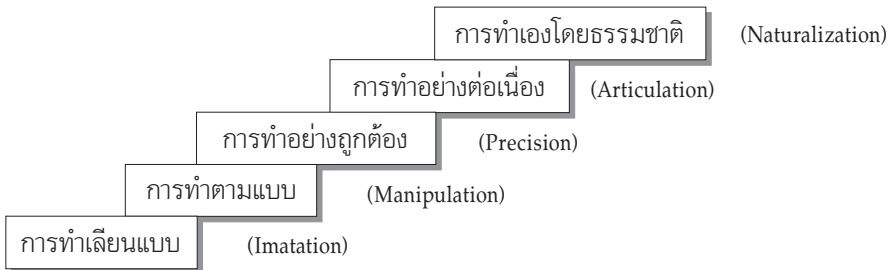 การทำเองโดยธรรมชาติ (Naturalization)
การทำอย่างต่อเนื่อง (Articulation)
การทำอย่างถูกต้อง (Precision)
การทำตามแบบ (Manipulation)
การทำเลียนแบบ (Imatation)